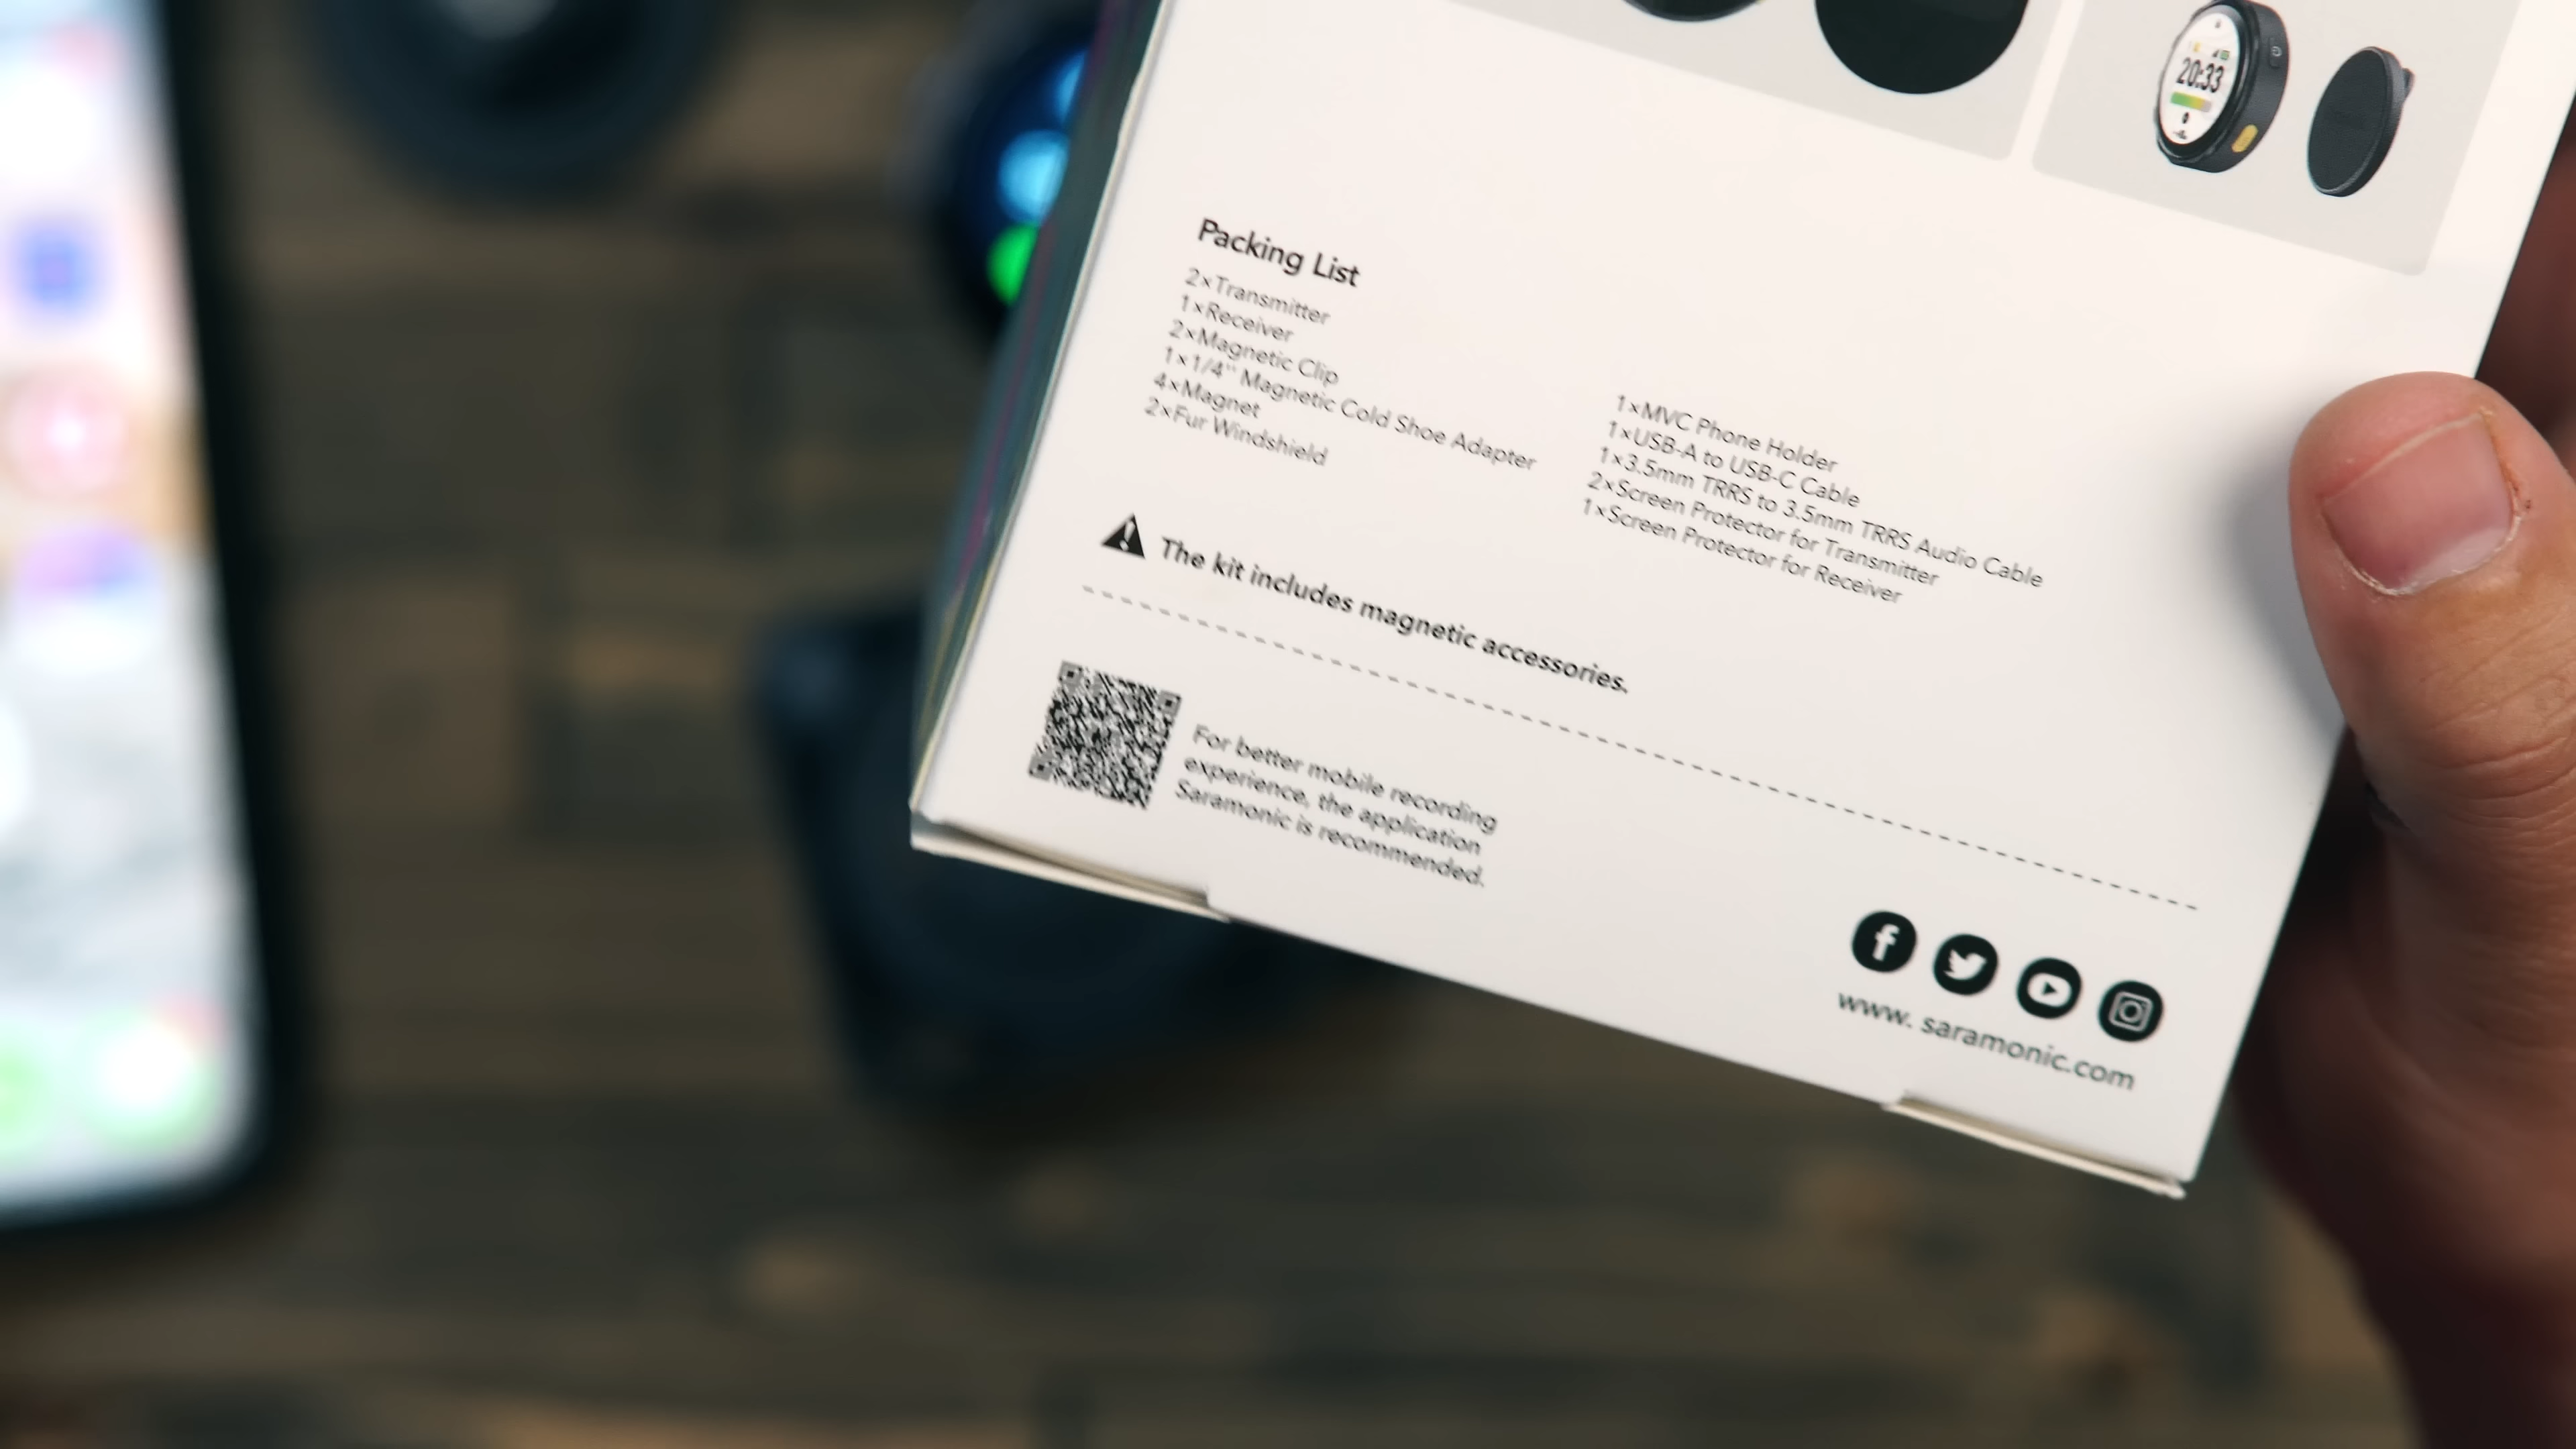 20:33
Packing List
2×Transmitter
1×Receiver
2×Magnetic Clip
1×1/4'' Magnetic Cold Shoe Adapter
4×Magnet
2×Fur Windshield
1×MVC Phone Holder
1×USB-A to USB-C Cable
1×3.5mm TRRS to 3.5mm TRRS Audio Cable
2×Screen Protector for Transmitter
1×Screen Protector for Receiver
The kit includes magnetic accessories.
For better mobile recording
experience, the application
Saramonic is recommended.
www. saramonic.com